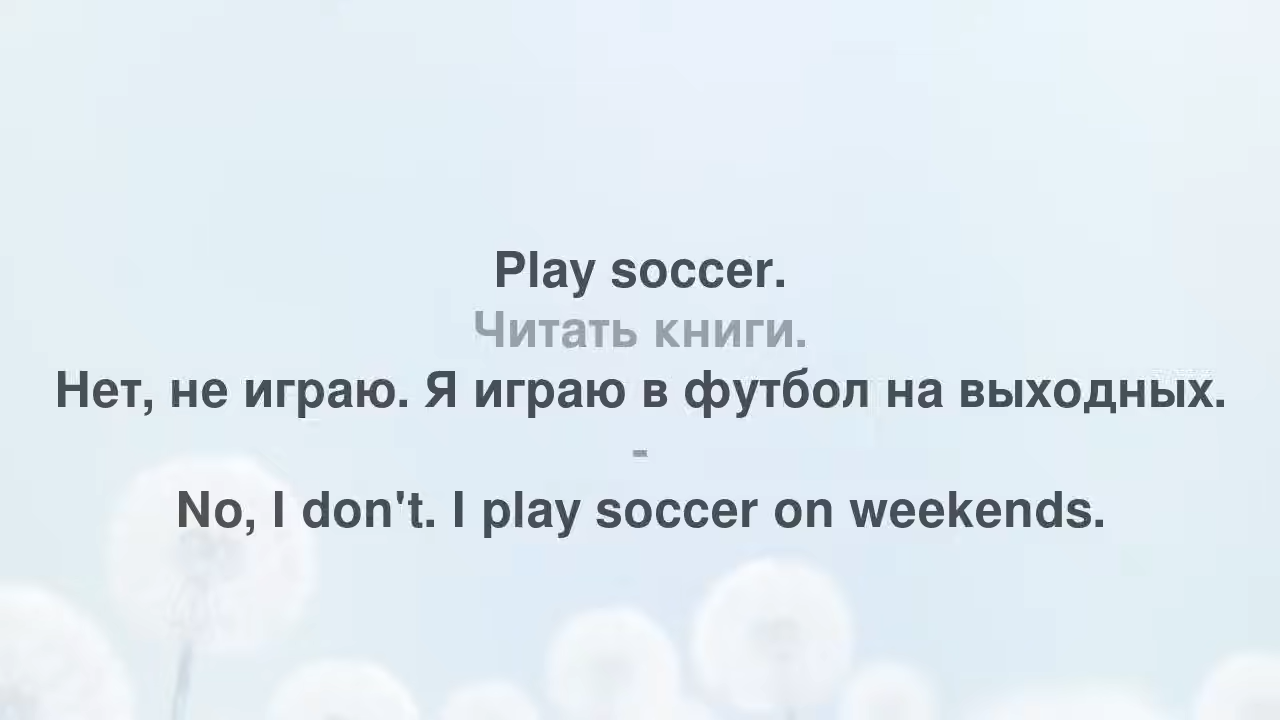 Play soccer.
Читать книги.
Нет, не играю. Я играю в футбол на выходных.
-
No, I don't. I play soccer on weekends.